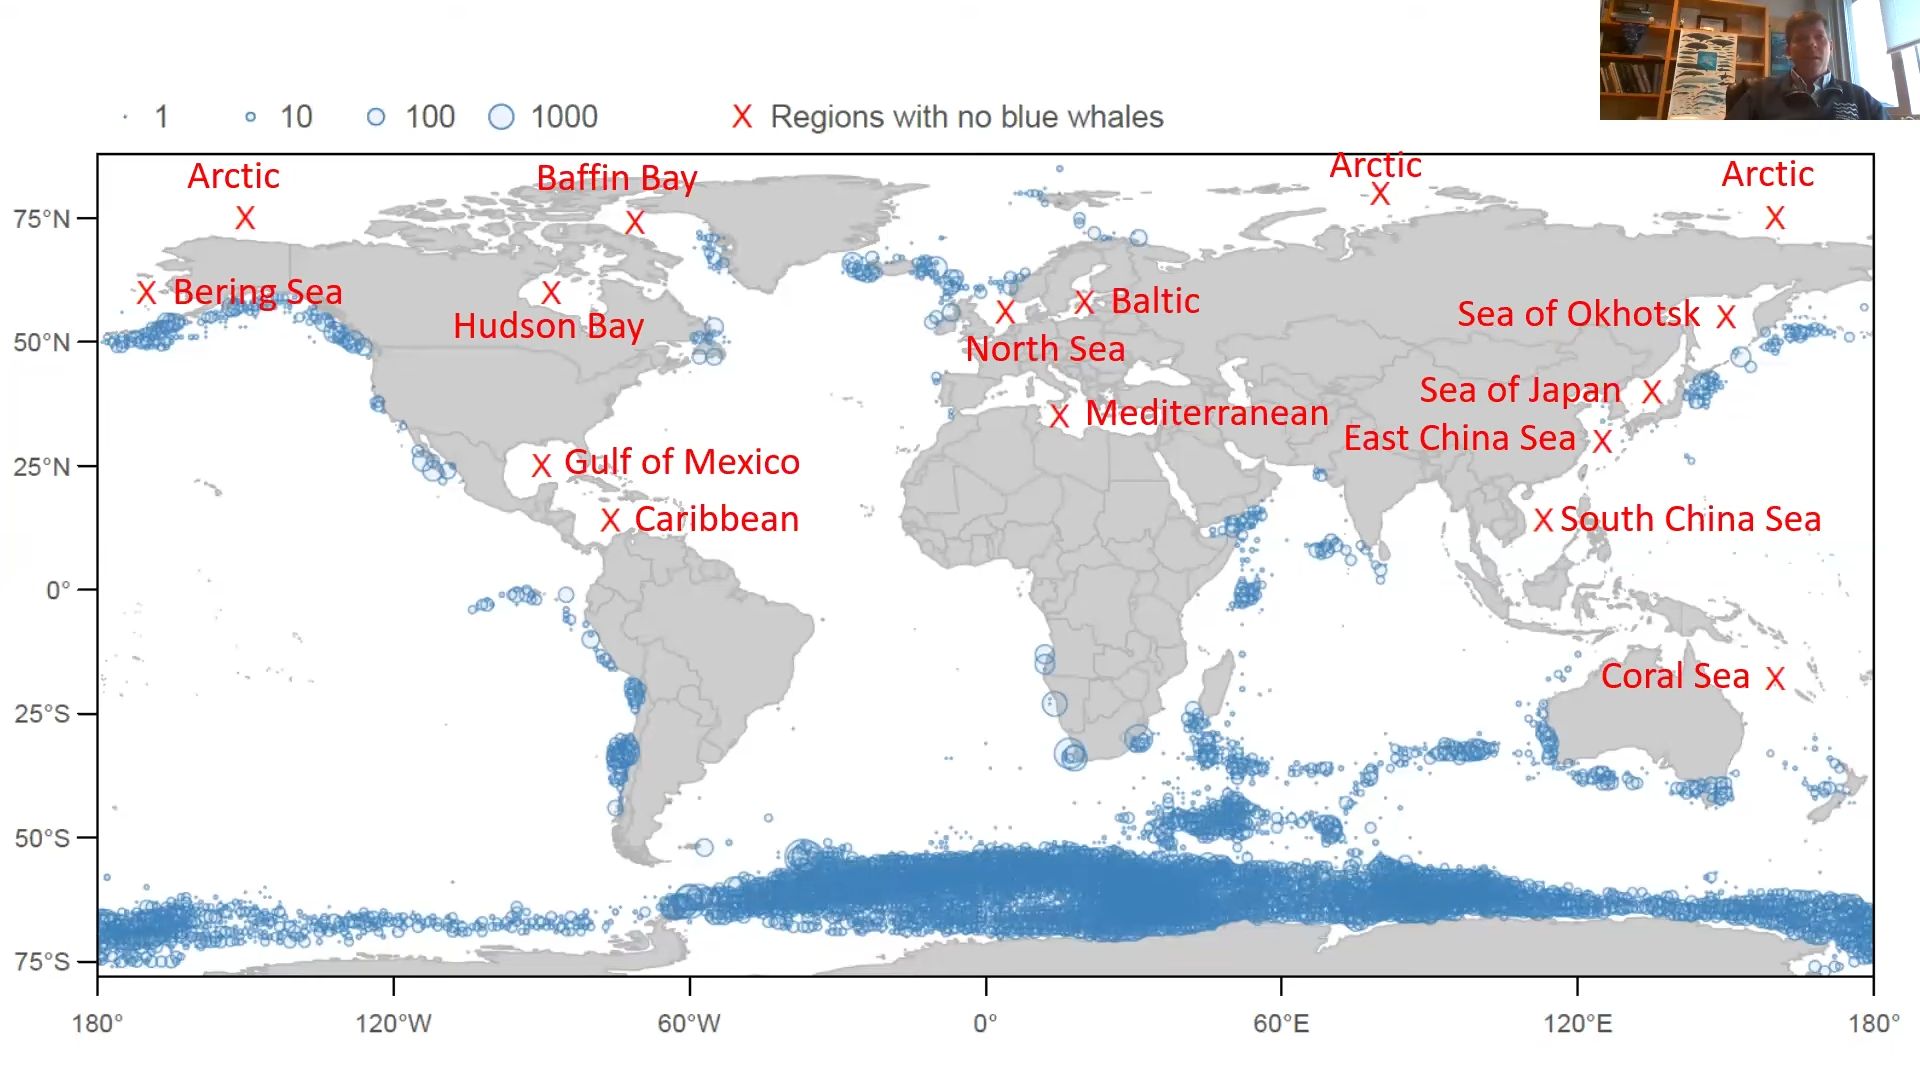 1 10 100 1000 X Regions with no blue whales
Arctic
Baffin Bay
Arctic
Arctic
75°N
X X X X
Bering Sea
X X
Hudson Bay
X
North Sea
X Baltic
Sea of Okhotsk X
50°N
Sea of Japan X
X Mediterranean
East China Sea X
25°N
X Gulf of Mexico
X Caribbean
X South China Sea
0°
Coral Sea X
25°S
50°S
75°S
180° 120°W 60°W 0° 60°E 120°E 180°